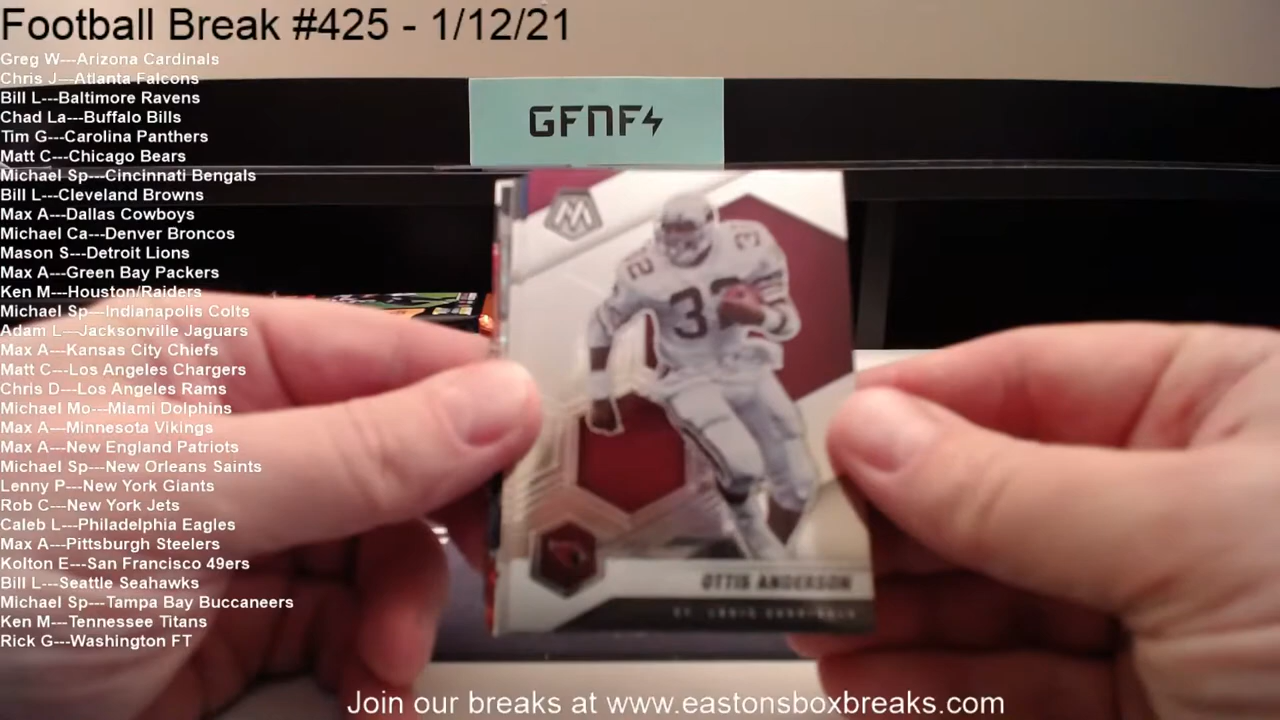 Football Break #425 - 1/12/21
Greg W---Arizona Cardinals
Chris J---Atlanta Falcons
Bill L---Baltimore Ravens
Chad La---Buffalo Bills
Tim G---Carolina Panthers
Matt C---Chicago Bears
Michael Sp---Cincinnati Bengals
Bill L---Cleveland Browns
Max A---Dallas Cowboys
Michael Ca---Denver Broncos
Mason S---Detroit Lions
Max A---Green Bay Packers
Ken M---Houston/Raiders
Michael Sp---Indianapolis Colts
Adam L---Jacksonville Jaguars
Max A---Kansas City Chiefs
Matt C---Los Angeles Chargers
Chris D---Los Angeles Rams
Michael Mo---Miami Dolphins
Max A---Minnesota Vikings
Max A---New England Patriots
Michael Sp---New Orleans Saints
Lenny P---New York Giants
Rob C---New York Jets
Caleb L---Philadelphia Eagles
Max A---Pittsburgh Steelers
Kolton E---San Francisco 49ers
Bill L---Seattle Seahawks
Michael Sp---Tampa Bay Buccaneers
Ken M---Tennessee Titans
Rick G---Washington FT
GFNF
M
32
32
32
OTTIS ANDERSON
ST. LOUIS CARDINALS
Join our breaks at www.eastonsboxbreaks.com